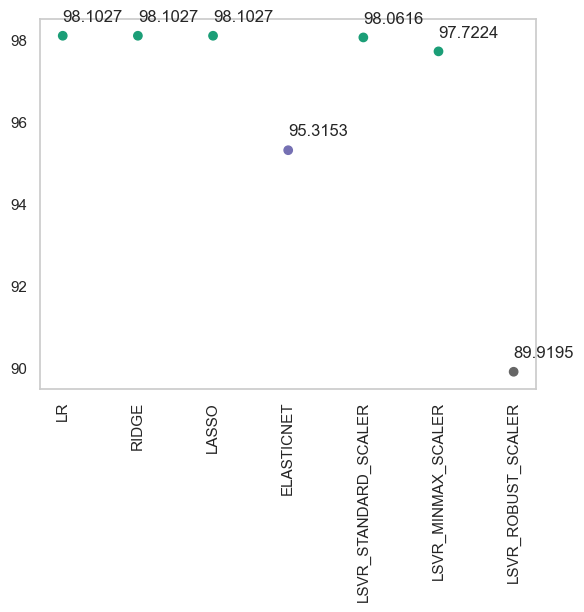 98.1027 98.1027 98.1027 98.0616
98
97.7224
96
95.3153
94
92
90
89.9195
LR
RIDGE
LASSO
ELASTICNET
LSVR_STANDARD_SCALER
LSVR_MINMAX_SCALER
LSVR_ROBUST_SCALER